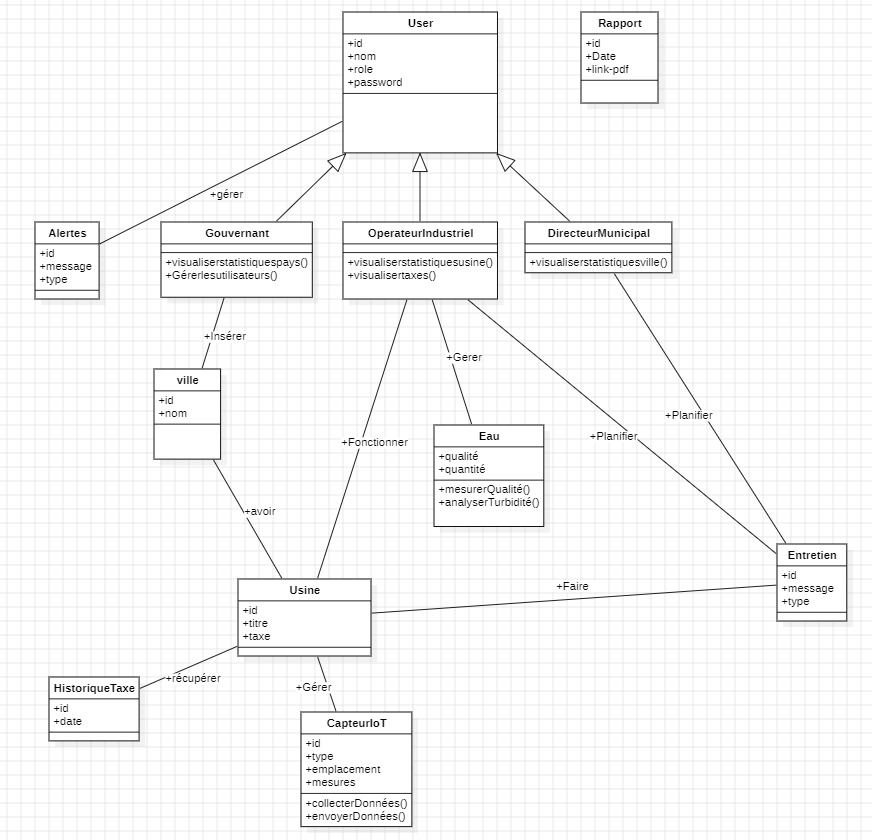 User
+id
+nom
+role
+password
Rapport
+id
+Date
+link-pdf
+gérer
Alertes
+id
+message
+type
Gouvernant
+visualiserstatistiquespays()
+Gérerlesutilisateurs()
OperateurIndustriel
+visualiserstatistiquesusine()
+visualisertaxes()
DirecteurMunicipal
+visualiserstatistiquesville()
+Insérer
+Gerer
ville
+id
+nom
+Planifier
+Planifier
+Fonctionner
Eau
+qualité
+quantité
+mesurerQualité()
+analyserTurbidité()
+avoir
Entretien
+id
+message
+type
+Faire
Usine
+id
+titre
+taxe
+récupérer
+Gérer
HistoriqueTaxe
+id
+date
CapteurIoT
+id
+type
+emplacement
+mesures
+collecterDonnées()
+envoyerDonnées()